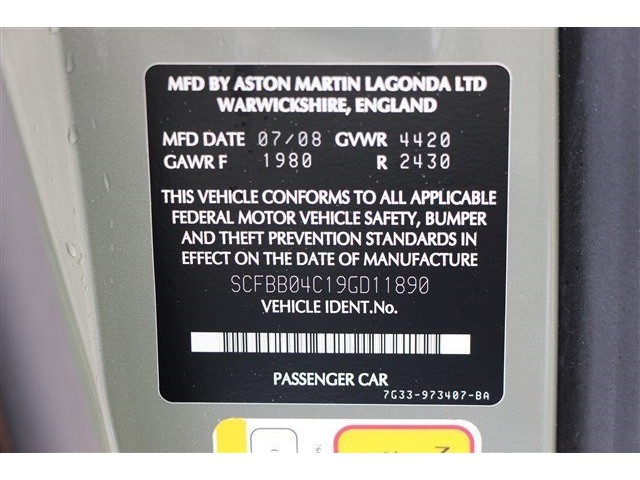 MFD BY ASTON MARTIN LAGONDA LTD
WARWICKSHIRE, ENGLAND
MFD DATE 07/08 GVWR 4420
GAWR F 1980 R 2430
THIS VEHICLE CONFORMS TO ALL APPLICABLE
FEDERAL MOTOR VEHICLE SAFETY, BUMPER
AND THEFT PREVENTION STANDARDS IN
EFFECT ON THE DATE OF MANUFACTURE
SCFBB04C19GD11890
VEHICLE IDENT.No.
PASSENGER CAR
7G33-973407-BA